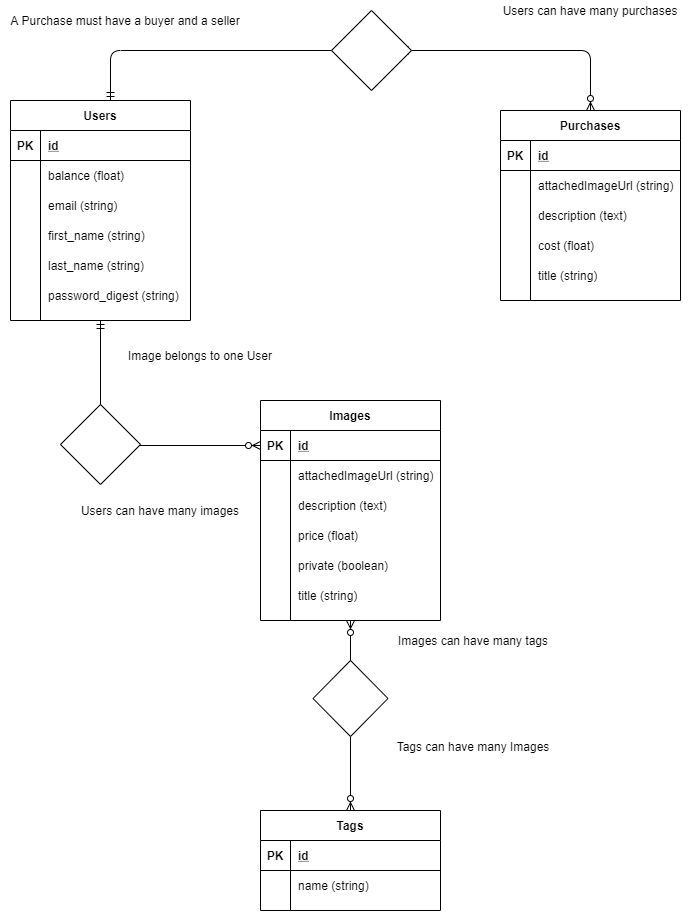 A Purchase must have a buyer and a seller
Users can have many purchases
Users
PK id
balance (float)
email (string)
first_name (string)
last_name (string)
password_digest (string)
Purchases
PK id
attachedImageUrl (string)
description (text)
cost (float)
title (string)
Image belongs to one User
Users can have many images
Images
PK id
attachedImageUrl (string)
description (text)
price (float)
private (boolean)
title (string)
Images can have many tags
Tags can have many Images
Tags
PK id
name (string)